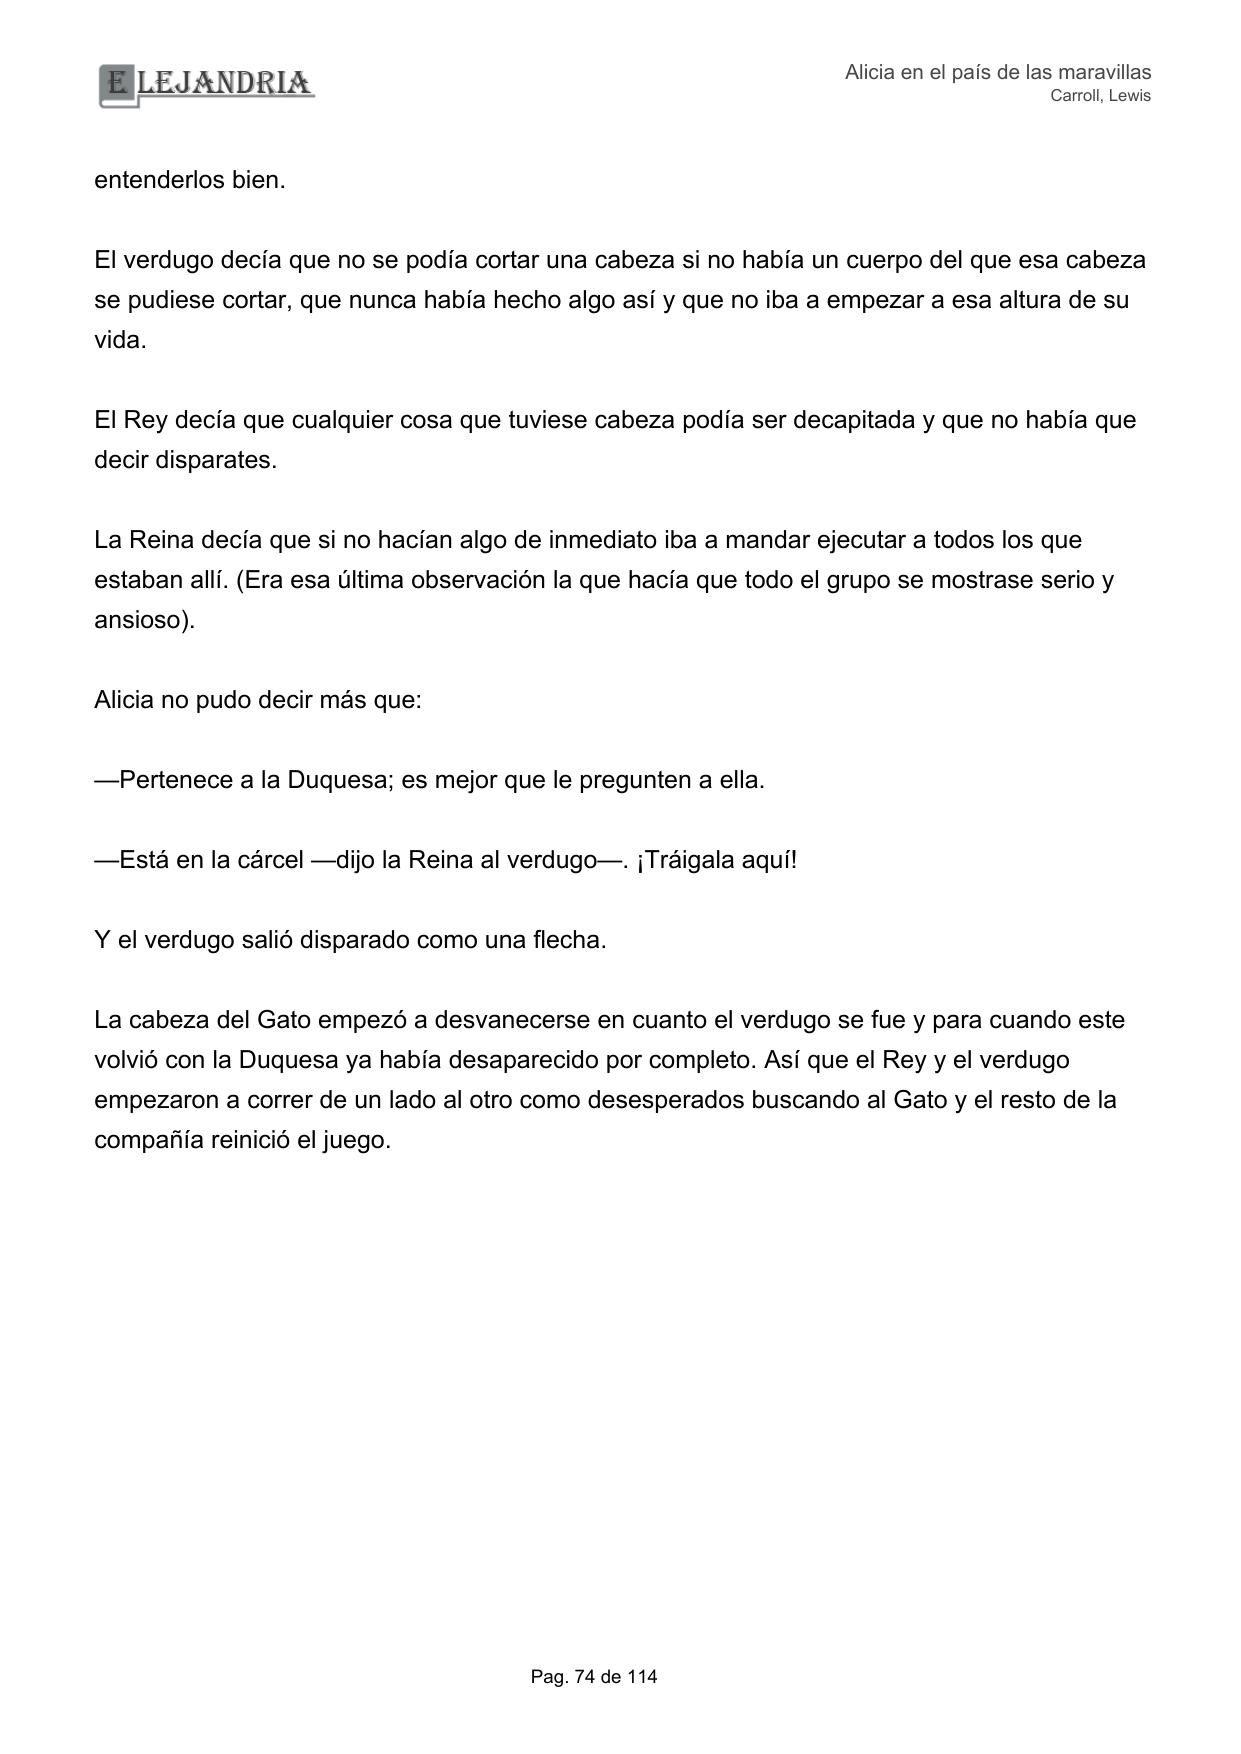 ELEJANDRIA
Alicia en el país de las maravillas
Carroll, Lewis
entenderlos bien.
El verdugo decía que no se podía cortar una cabeza si no había un cuerpo del que esa cabeza
se pudiese cortar, que nunca había hecho algo así y que no iba a empezar a esa altura de su
vida.
El Rey decía que cualquier cosa que tuviese cabeza podía ser decapitada y que no había que
decir disparates.
La Reina decía que si no hacían algo de inmediato iba a mandar ejecutar a todos los que
estaban allí. (Era esa última observación la que hacía que todo el grupo se mostrase serio y
ansioso).
Alicia no pudo decir más que:
—Pertenece a la Duquesa; es mejor que le pregunten a ella.
—Está en la cárcel —dijo la Reina al verdugo—. ¡Tráigala aquí!
Y el verdugo salió disparado como una flecha.
La cabeza del Gato empezó a desvanecerse en cuanto el verdugo se fue y para cuando este
volvió con la Duquesa ya había desaparecido por completo. Así que el Rey y el verdugo
empezaron a correr de un lado al otro como desesperados buscando al Gato y el resto de la
compañía reinició el juego.
Pag. 74 de 114